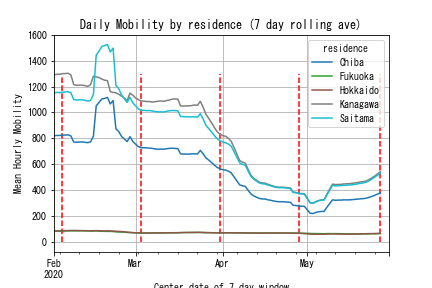 Daily Mobility by residence (7 day rolling ave)
1600
1400
1200
1000
800
600
400
200
0
Mean Hourly Mobility
residence
Chiba
Fukuoka
Hokkaido
Kanagawa
Saitama
Feb
2020
Mar
Apr
May
Center date of 7 day window